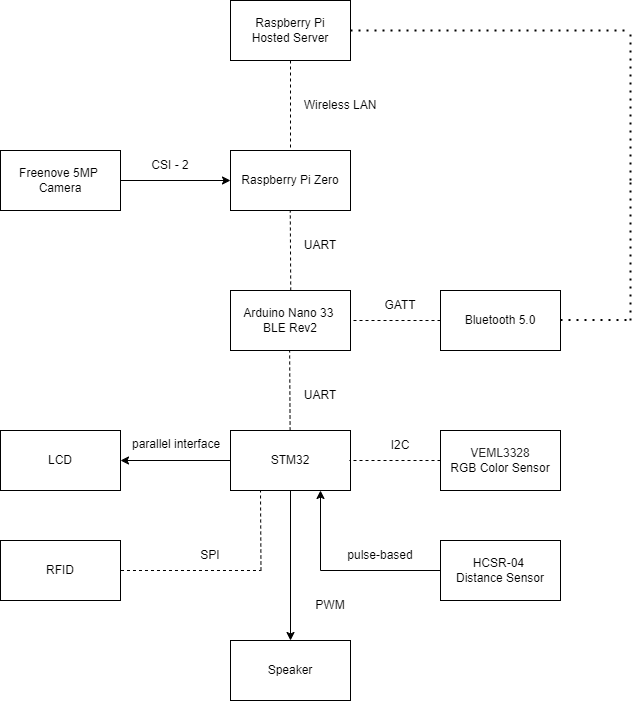 Raspberry Pi
Hosted Server
Wireless LAN
Freenove 5MP
Camera
CSI - 2
Raspberry Pi Zero
UART
Arduino Nano 33
BLE Rev2
GATT
Bluetooth 5.0
UART
LCD
parallel interface
STM32
I2C
VEML3328
RGB Color Sensor
RFID
SPI
pulse-based
HCSR-04
Distance Sensor
PWM
Speaker